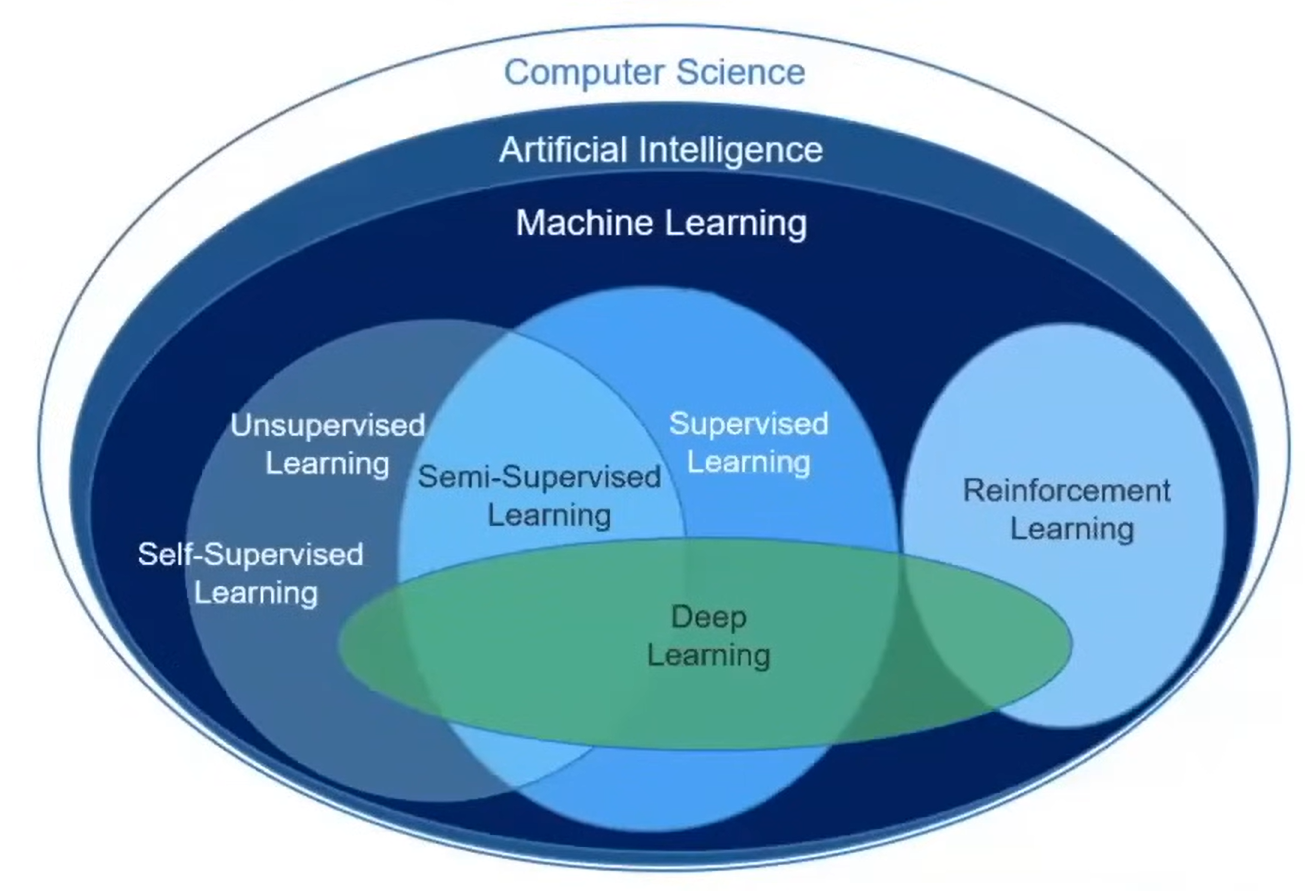 Computer Science
Artificial Intelligence
Machine Learning
Unsupervised
Learning
Self-Supervised
Learning
Semi-Supervised
Learning
Supervised
Learning
Reinforcement
Learning
Deep
Learning